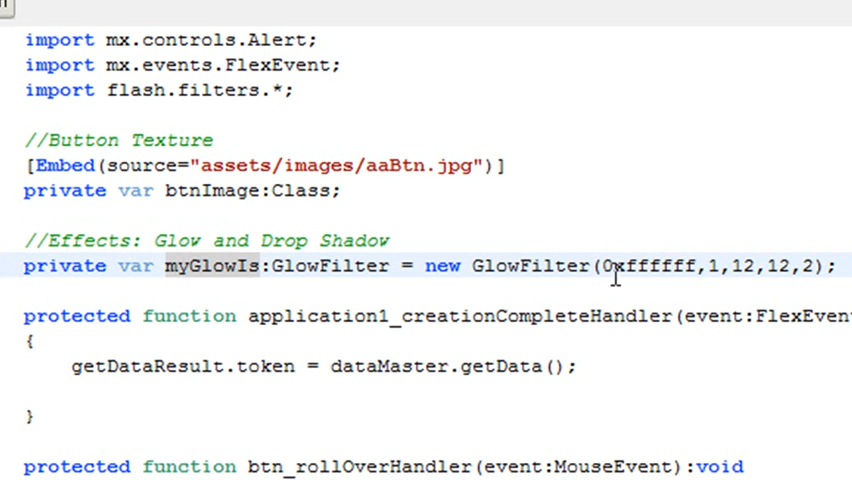 import mx.controls.Alert;
import mx.events.FlexEvent;
import flash.filters.*;
//Button Texture
[Embed(source="assets/images/aaBtn.jpg")]
private var btnImage:Class;
//Effects: Glow and Drop Shadow
private var myGlowIs:GlowFilter = new GlowFilter(0xffffff,1,12,12,2);
protected function application1_creationCompleteHandler(event:FlexEven
{
getDataResult.token = dataMaster.getData();
}
protected function btn_rollOverHandler(event:MouseEvent):void